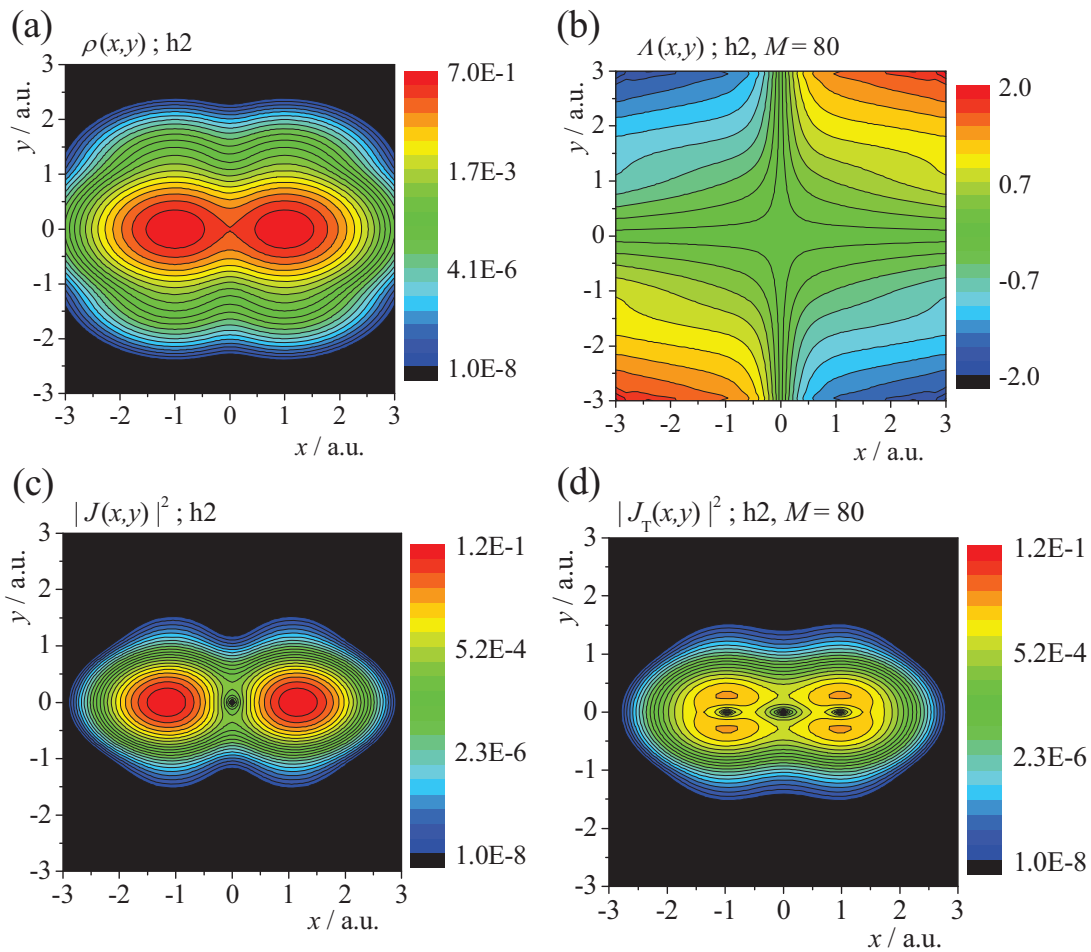 (a)
ρ(x,y) ; h2
3
2
1
0
-1
-2
-3
y / a.u.
-3 -2 -1 0 1 2 3
x / a.u.
7.0E-1
1.7E-3
4.1E-6
1.0E-8
(b)
Λ(x,y) ; h2, M = 80
3
2
1
0
-1
-2
-3
y / a.u.
-3 -2 -1 0 1 2 3
x / a.u.
2.0
0.7
-0.7
-2.0
(c)
| J(x,y) |² ; h2
3
2
1
0
-1
-2
-3
y / a.u.
-3 -2 -1 0 1 2 3
x / a.u.
1.2E-1
5.2E-4
2.3E-6
1.0E-8
(d)
| J_T(x,y) |² ; h2, M = 80
3
2
1
0
-1
-2
-3
y / a.u.
-3 -2 -1 0 1 2 3
x / a.u.
1.2E-1
5.2E-4
2.3E-6
1.0E-8